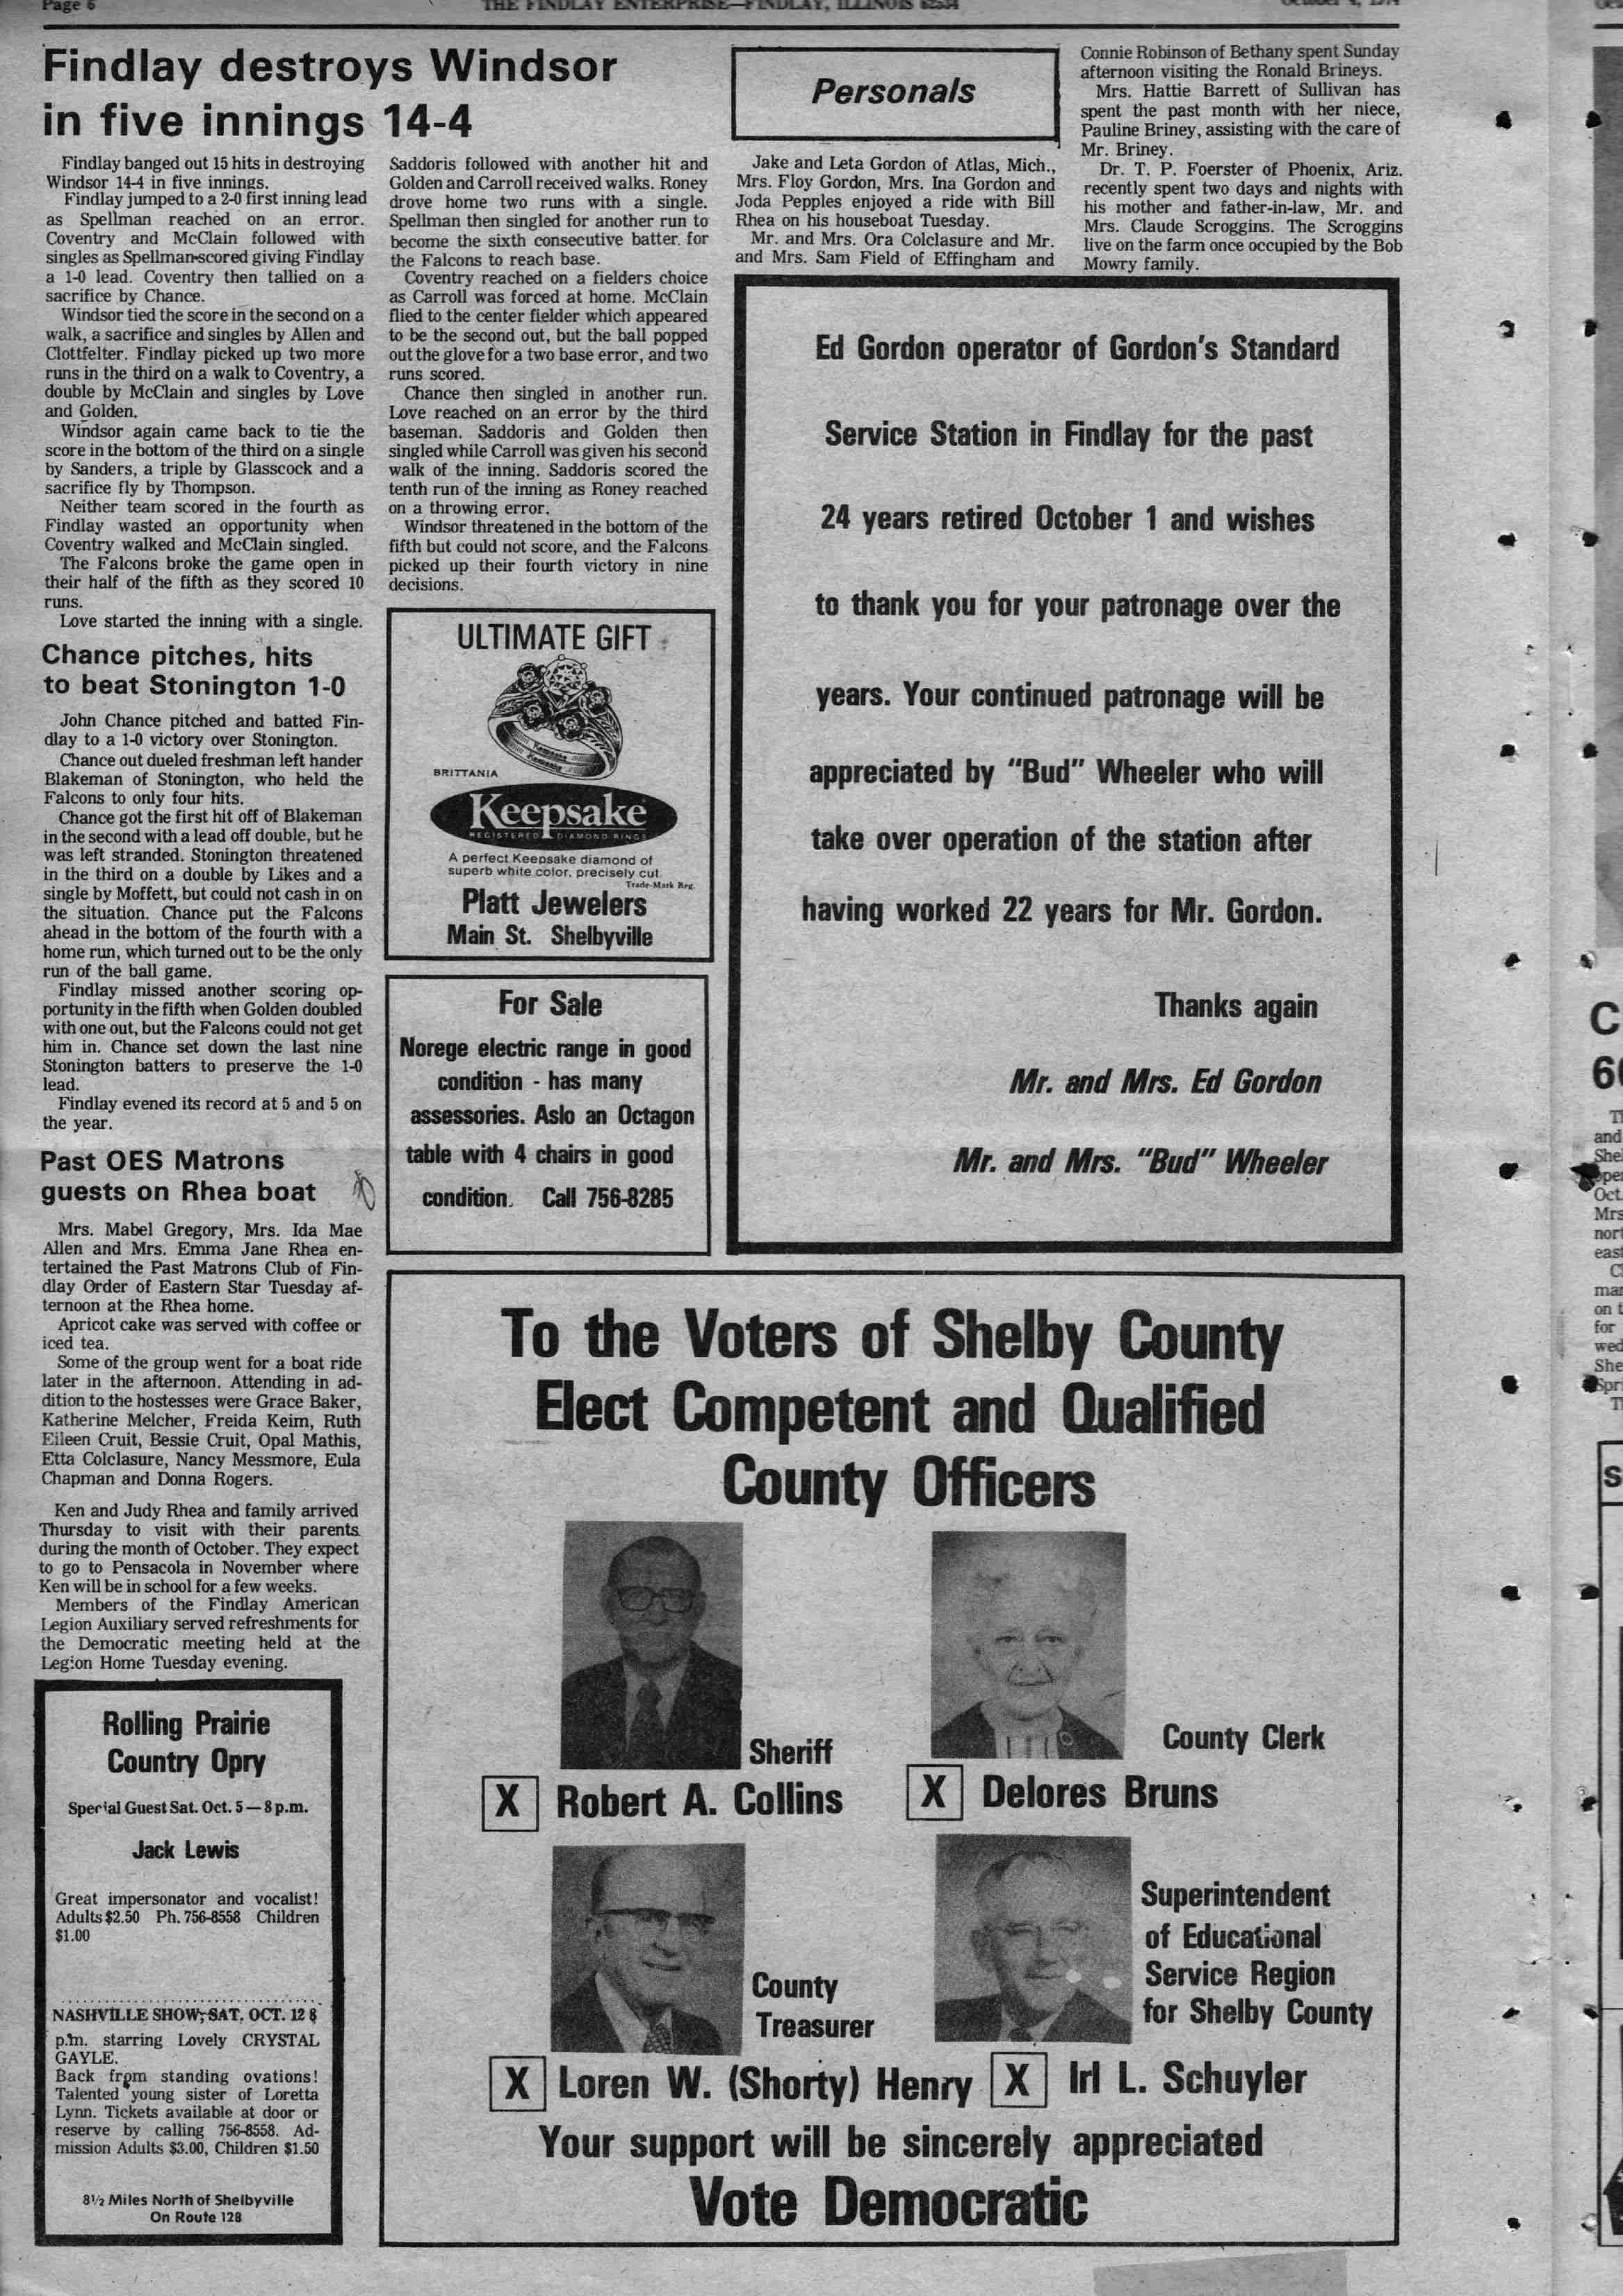 Page 6
THE FINDLAY ENTERPRISE—FINDLAY, ILLINOIS 62534
October 4, 1974
Findlay destroys Windsor
in five innings 14-4
Findlay banged out 15 hits in destroying
Windsor 14-4 in five innings.
Findlay jumped to a 2-0 first inning lead
as Spellman reached on an error.
Coventry and McClain followed with
singles as Spellman scored giving Findlay
a 1-0 lead. Coventry then tallied on a
sacrifice by Chance.
Windsor tied the score in the second on a
walk, a sacrifice and singles by Allen and
Clottfelter. Findlay picked up two more
runs in the third on a walk to Coventry, a
double by McClain and singles by Love
and Golden.
Windsor again came back to tie the
score in the bottom of the third on a single
by Sanders, a triple by Glasscock and a
sacrifice fly by Thompson.
Neither team scored in the fourth as
Findlay wasted an opportunity when
Coventry walked and McClain singled.
The Falcons broke the game open in
their half of the fifth as they scored 10
runs.
Love started the inning with a single.
Saddoris followed with another hit and
Golden and Carroll received walks. Roney
drove home two runs with a single.
Spellman then singled for another run to
become the sixth consecutive batter for
the Falcons to reach base.
Coventry reached on a fielders choice
as Carroll was forced at home. McClain
flied to the center fielder which appeared
to be the second out, but the ball popped
out the glove for a two base error, and two
runs scored.
Chance then singled in another run.
Love reached on an error by the third
baseman. Saddoris and Golden then
singled while Carroll was given his second
walk of the inning. Saddoris scored the
tenth run of the inning as Roney reached
on a throwing error.
Windsor threatened in the bottom of the
fifth but could not score, and the Falcons
picked up their fourth victory in nine
decisions.
Chance pitches, hits
to beat Stonington 1-0
John Chance pitched and batted Fin-
dlay to a 1-0 victory over Stonington.
Chance out dueled freshman left hander
Blakeman of Stonington, who held the
Falcons to only four hits.
Chance got the first hit off of Blakeman
in the second with a lead off double, but he
was left stranded. Stonington threatened
in the third on a double by Likes and a
single by Moffett, but could not cash in on
the situation. Chance put the Falcons
ahead in the bottom of the fourth with a
home run, which turned out to be the only
run of the ball game.
Findlay missed another scoring op-
portunity in the fifth when Golden doubled
with one out, but the Falcons could not get
him in. Chance set down the last nine
Stonington batters to preserve the 1-0
lead.
Findlay evened its record at 5 and 5 on
the year.
Past OES Matrons
guests on Rhea boat
Mrs. Mabel Gregory, Mrs. Ida Mae
Allen and Mrs. Emma Jane Rhea en-
tertained the Past Matrons Club of Fin-
dlay Order of Eastern Star Tuesday af-
ternoon at the Rhea home.
Apricot cake was served with coffee or
iced tea.
Some of the group went for a boat ride
later in the afternoon. Attending in ad-
dition to the hostesses were Grace Baker,
Katherine Melcher, Freida Keim, Ruth
Eileen Cruit, Bessie Cruit, Opal Mathis,
Etta Colclasure, Nancy Messmore, Eula
Chapman and Donna Rogers.
Ken and Judy Rhea and family arrived
Thursday to visit with their parents
during the month of October. They expect
to go to Pensacola in November where
Ken will be in school for a few weeks.
Members of the Findlay American
Legion Auxiliary served refreshments for
the Democratic meeting held at the
Legion Home Tuesday evening.
Rolling Prairie
Country Opry
Special Guest Sat. Oct. 5 — 8 p.m.
Jack Lewis
Great impersonator and vocalist!
Adults $2.50 Ph. 756-8558 Children
$1.00
NASHVILLE SHOW, SAT. OCT. 12 8
p.m. starring Lovely CRYSTAL
GAYLE.
Back from standing ovations!
Talented young sister of Loretta
Lynn. Tickets available at door or
reserve by calling 756-8558. Ad-
mission Adults $3.00, Children $1.50
8½ Miles North of Shelbyville
On Route 128
ULTIMATE GIFT
Keepsake
Keepsake
BRITTANIA
Keepsake
REGISTERED DIAMOND RINGS
A perfect Keepsake diamond of
superb white color, precisely cut
Trade-Mark Reg.
Platt Jewelers
Main St. Shelbyville
For Sale
Norege electric range in good
condition - has many
assessories. Aslo an Octagon
table with 4 chairs in good
condition. Call 756-8285
Personals
Jake and Leta Gordon of Atlas, Mich.,
Mrs. Floy Gordon, Mrs. Ina Gordon and
Joda Pepples enjoyed a ride with Bill
Rhea on his houseboat Tuesday.
Mr. and Mrs. Ora Colclasure and Mr.
and Mrs. Sam Field of Effingham and
Connie Robinson of Bethany spent Sunday
afternoon visiting the Ronald Brineys.
Mrs. Hattie Barrett of Sullivan has
spent the past month with her niece,
Pauline Briney, assisting with the care of
Mr. Briney.
Dr. T. P. Foerster of Phoenix, Ariz.
recently spent two days and nights with
his mother and father-in-law, Mr. and
Mrs. Claude Scroggins. The Scroggins
live on the farm once occupied by the Bob
Mowry family.
Ed Gordon operator of Gordon's Standard
Service Station in Findlay for the past
24 years retired October 1 and wishes
to thank you for your patronage over the
years. Your continued patronage will be
appreciated by "Bud" Wheeler who will
take over operation of the station after
having worked 22 years for Mr. Gordon.
Thanks again
Mr. and Mrs. Ed Gordon
Mr. and Mrs. "Bud" Wheeler
To the Voters of Shelby County
Elect Competent and Qualified
County Officers
Sheriff
X Robert A. Collins
County Clerk
X Delores Bruns
County
Treasurer
X Loren W. (Shorty) Henry
Superintendent
of Educational
Service Region
for Shelby County
X Irl L. Schuyler
Your support will be sincerely appreciated
Vote Democratic
C
60
and
Oct.
Mrs
on
for